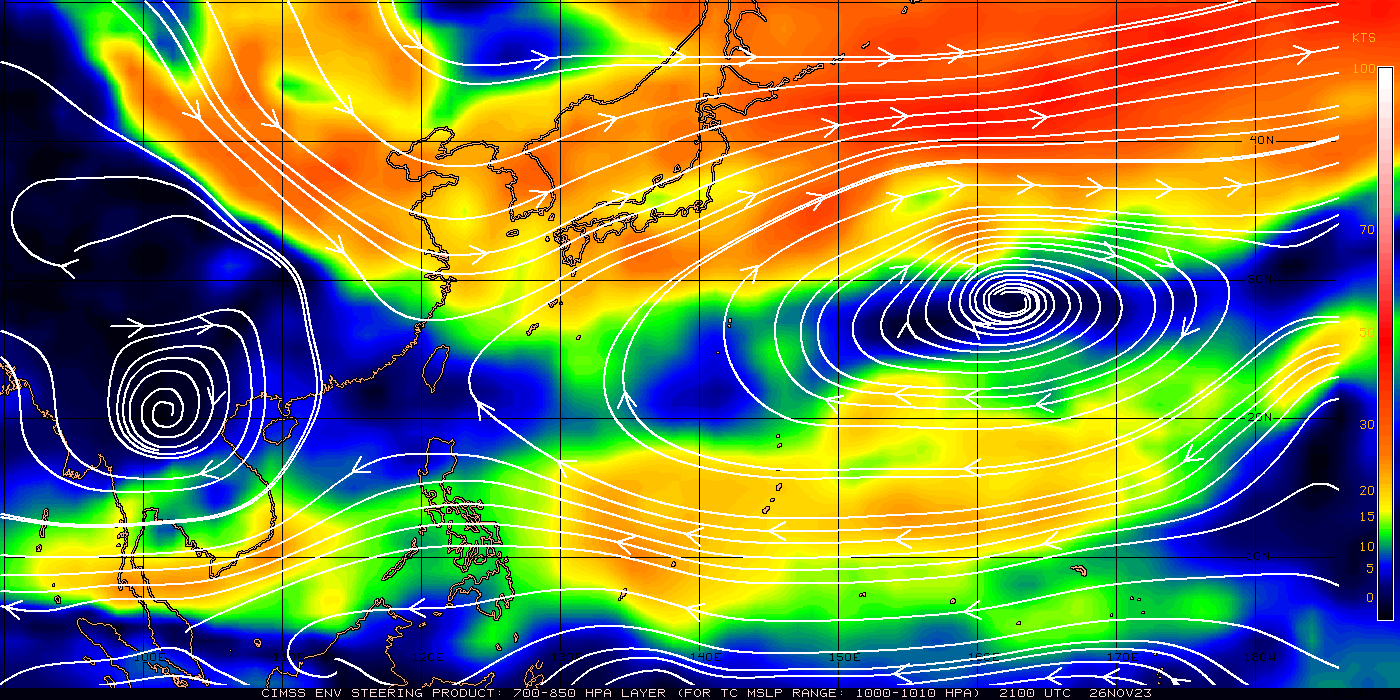 KTS
100
40N
70
30N
50
20N
30
20
15
10
5
0
100E 110E 120E 130E 140E 150E 160E 170E 180W
CIMSS ENV STEERING PRODUCT: 700-850 HPA LAYER (FOR TC MSLP RANGE: 1000-1010 HPA) 2100 UTC 26NOV23